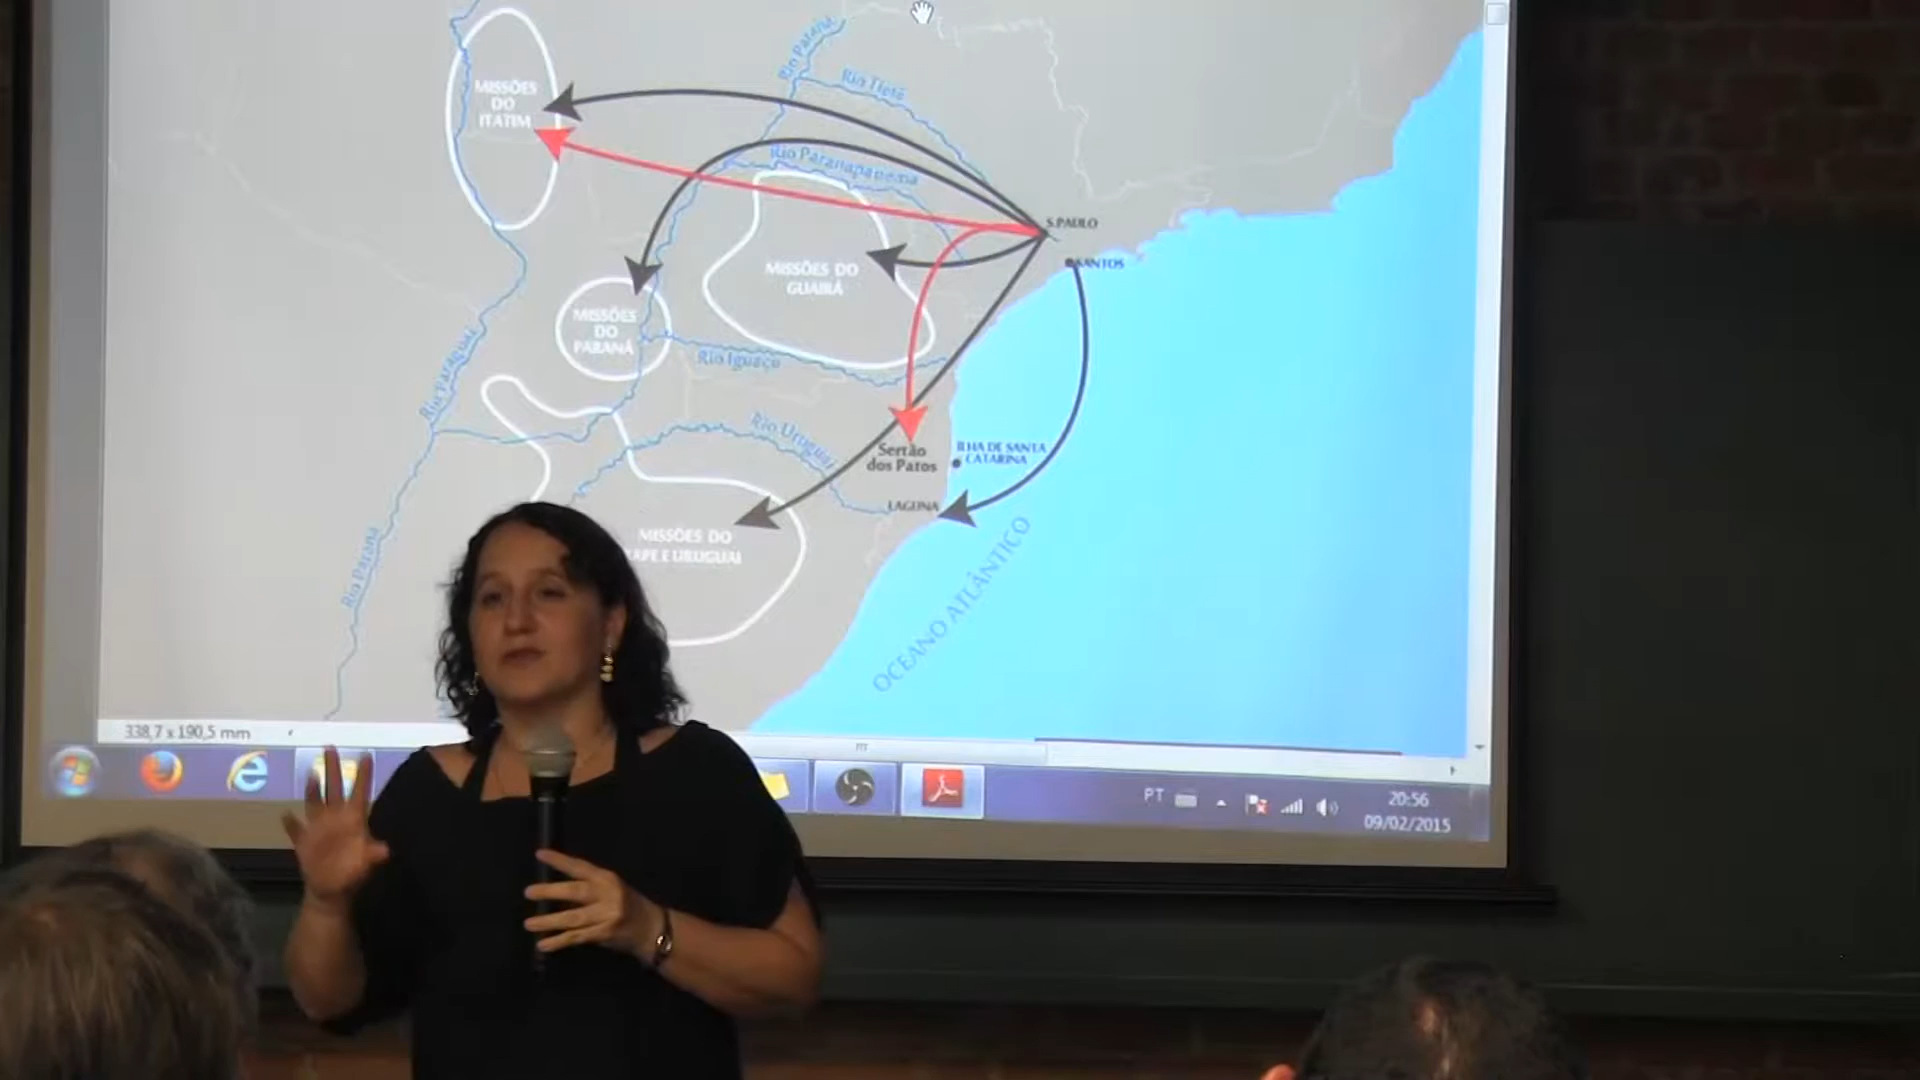 Rio Paraná
Rio Tietê
MISSÕES
DO
ITATIM
Rio Paranapanema
S.PAULO
SANTOS
MISSÕES DO
GUAIRÁ
MISSÕES
DO
PARANÁ
Rio Iguaçu
Rio Paraguai
Rio Uruguai
Sertão
dos Patos
ILHA DE SANTA
CATARINA
LAGUNA
MISSÕES DO
E URUGUAI
Rio Paraná
OCEANO ATLÂNTICO
338,7 x 190,5 mm
PT
20:56
09/02/2015